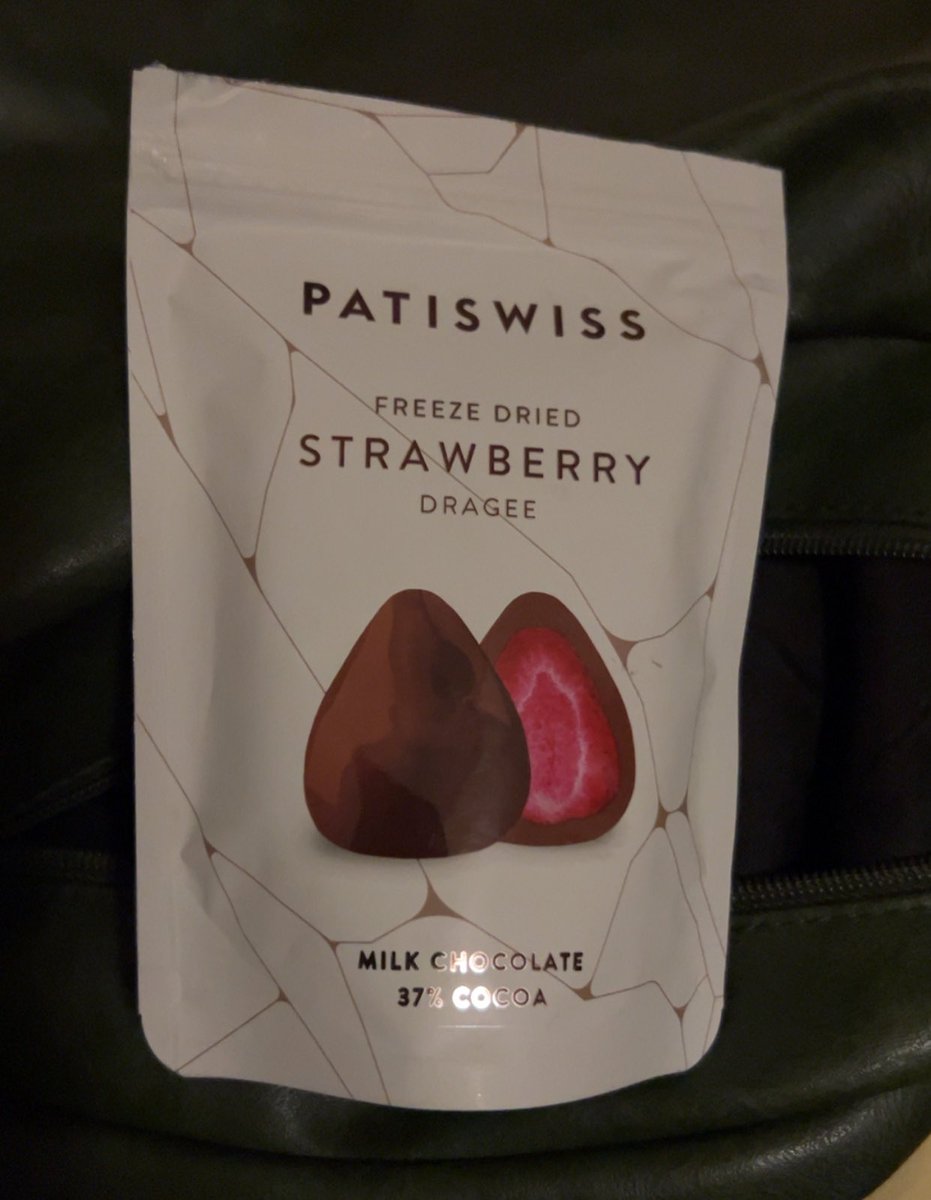 PATISWISS
FREEZE DRIED
STRAWBERRY
DRAGEE
MILK CHOCOLATE
37% COCOA